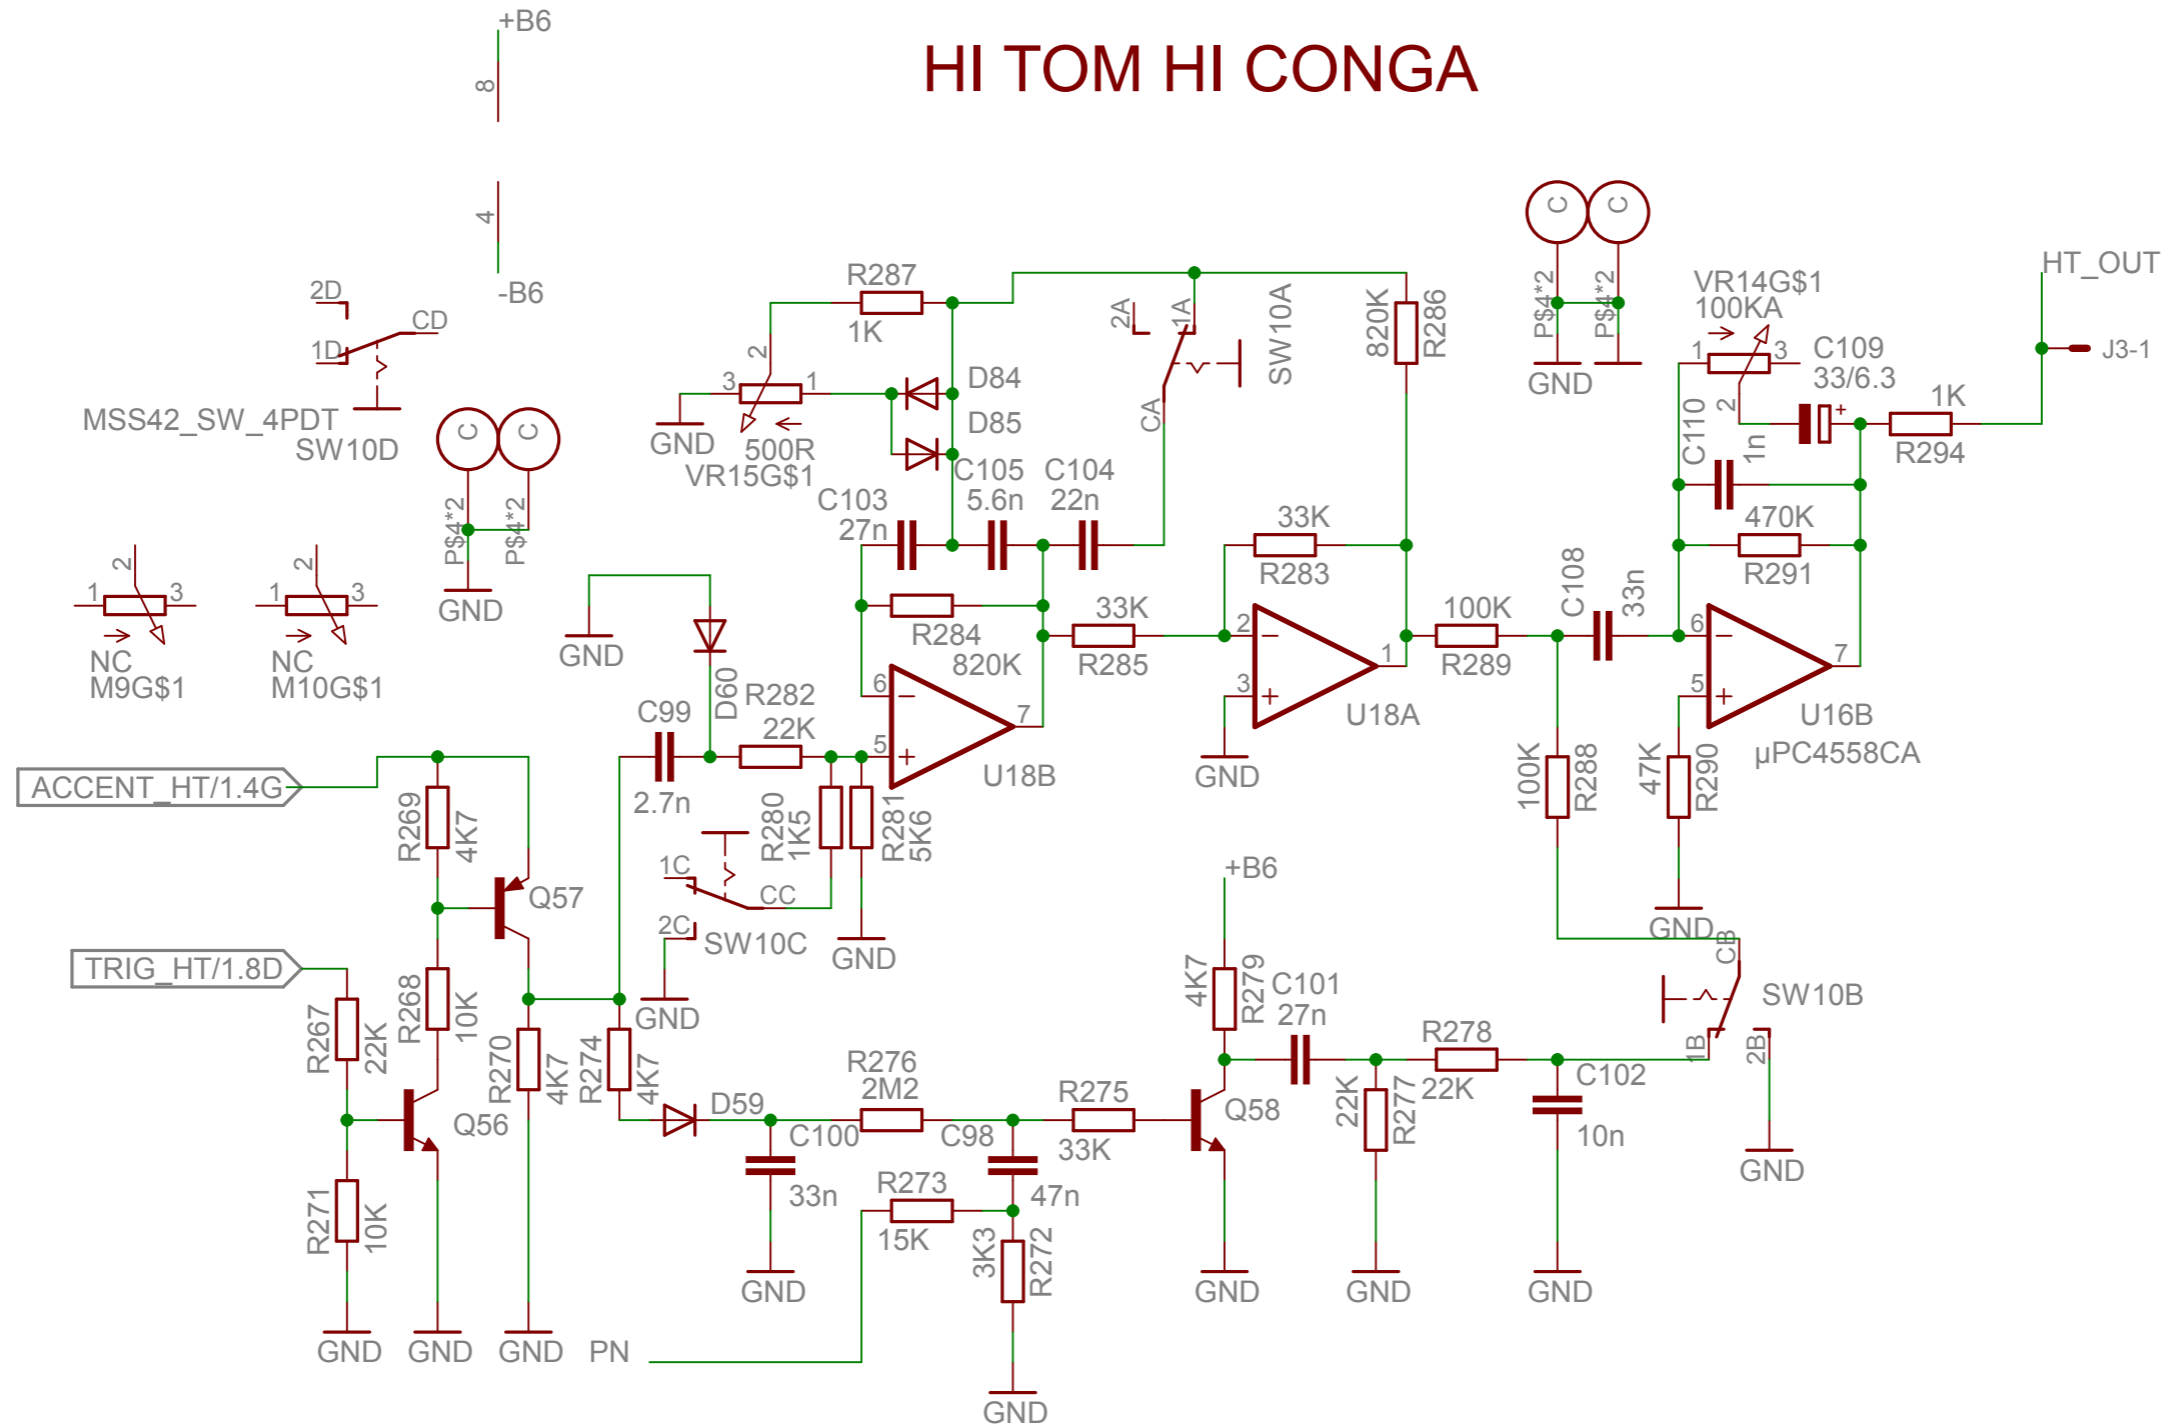 HI TOM HI CONGA
+B6
8
4
-B6
2D
CD
1D
MSS42_SW_4PDT
SW10D
C
C
P$4*2
P$4*2
GND
1
2
3
NC
M9G$1
1
2
3
NC
M10G$1
R287
1K
2
3
1
GND
500R
VR15G$1
D84
D85
2A
1A
SW10A
CA
820K
R286
C103
27n
C105
5.6n
C104
22n
R284
820K
33K
R283
33K
R285
GND
D60
C99
2.7n
R282
22K
6
5
7
U18B
2
3
1
U18A
GND
C
C
P$4*2
P$4*2
GND
VR14G$1
100KA
1
3
2
C109
33/6.3
+
C110
1n
1K
R294
HT_OUT
J3-1
470K
R291
100K
R289
C108
33n
6
5
7
U16B
µPC4558CA
100K
R288
47K
R290
GND
ACCENT_HT/1.4G
R269
4K7
Q57
TRIG_HT/1.8D
R267
22K
R268
10K
Q56
R271
10K
R270
4K7
R274
4K7
R280
1K5
R281
5K6
1C
CC
2C
SW10C
GND
GND
D59
C100
33n
GND
R276
2M2
C98
47n
R273
15K
3K3
R272
GND
R275
33K
+B6
4K7
R279
Q58
GND
C101
27n
22K
R277
GND
R278
22K
C102
10n
GND
CB
SW10B
1B
2B
GND
GND
GND
GND
PN